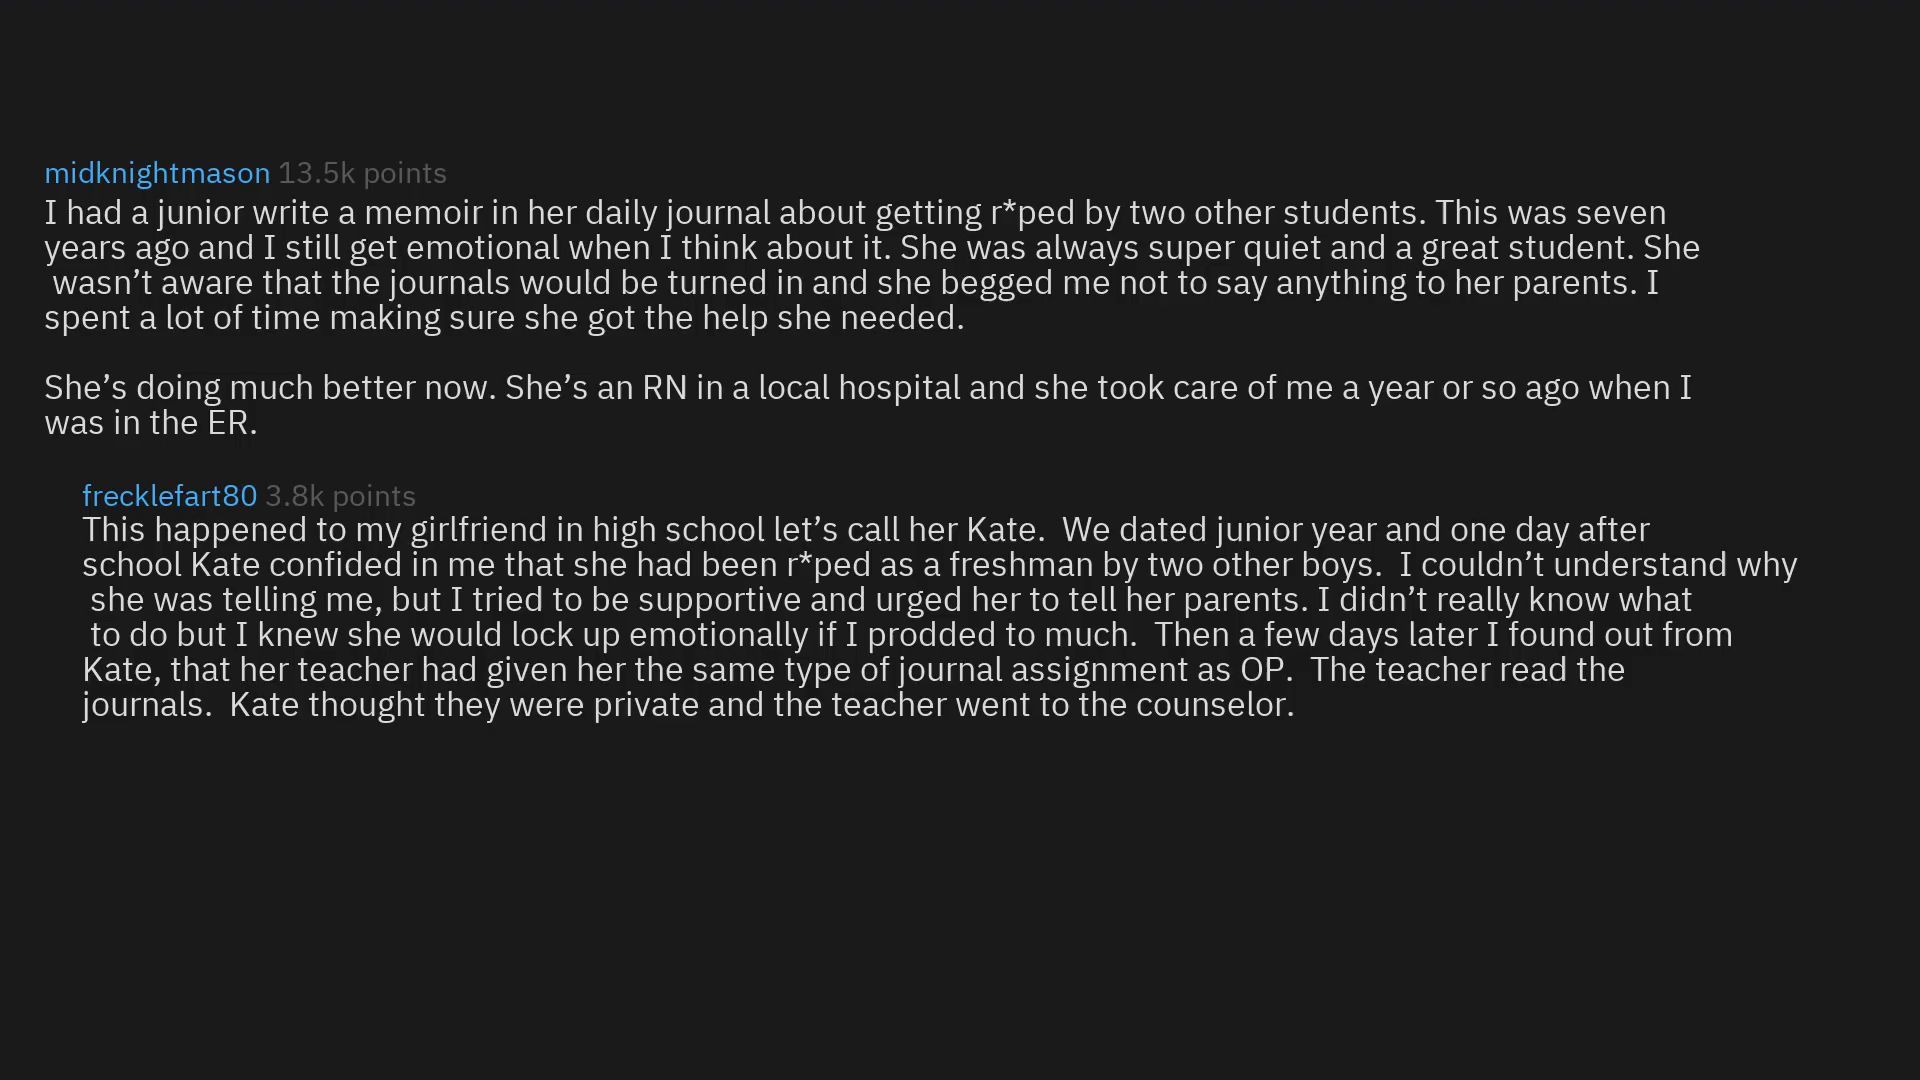 midknightmason 13.5k points
I had a junior write a memoir in her daily journal about getting r*ped by two other students. This was seven
years ago and I still get emotional when I think about it. She was always super quiet and a great student. She
wasn’t aware that the journals would be turned in and she begged me not to say anything to her parents. I
spent a lot of time making sure she got the help she needed.
She’s doing much better now. She’s an RN in a local hospital and she took care of me a year or so ago when I
was in the ER.
frecklefart80 3.8k points
This happened to my girlfriend in high school let’s call her Kate.  We dated junior year and one day after
school Kate confided in me that she had been r*ped as a freshman by two other boys.  I couldn’t understand why
she was telling me, but I tried to be supportive and urged her to tell her parents. I didn’t really know what
to do but I knew she would lock up emotionally if I prodded to much.  Then a few days later I found out from
Kate, that her teacher had given her the same type of journal assignment as OP.  The teacher read the
journals.  Kate thought they were private and the teacher went to the counselor.